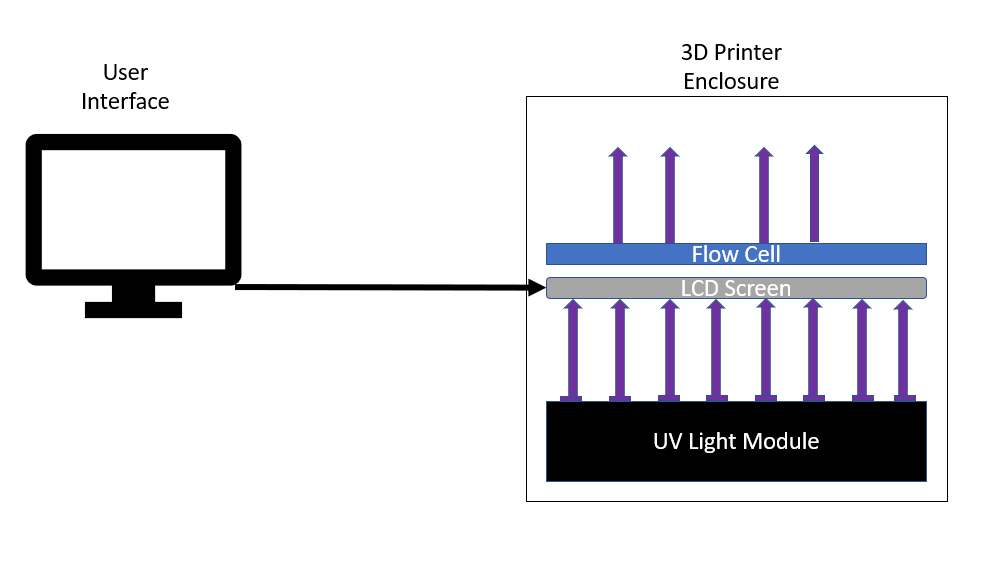 User
Interface
3D Printer
Enclosure
Flow Cell
LCD Screen
UV Light Module